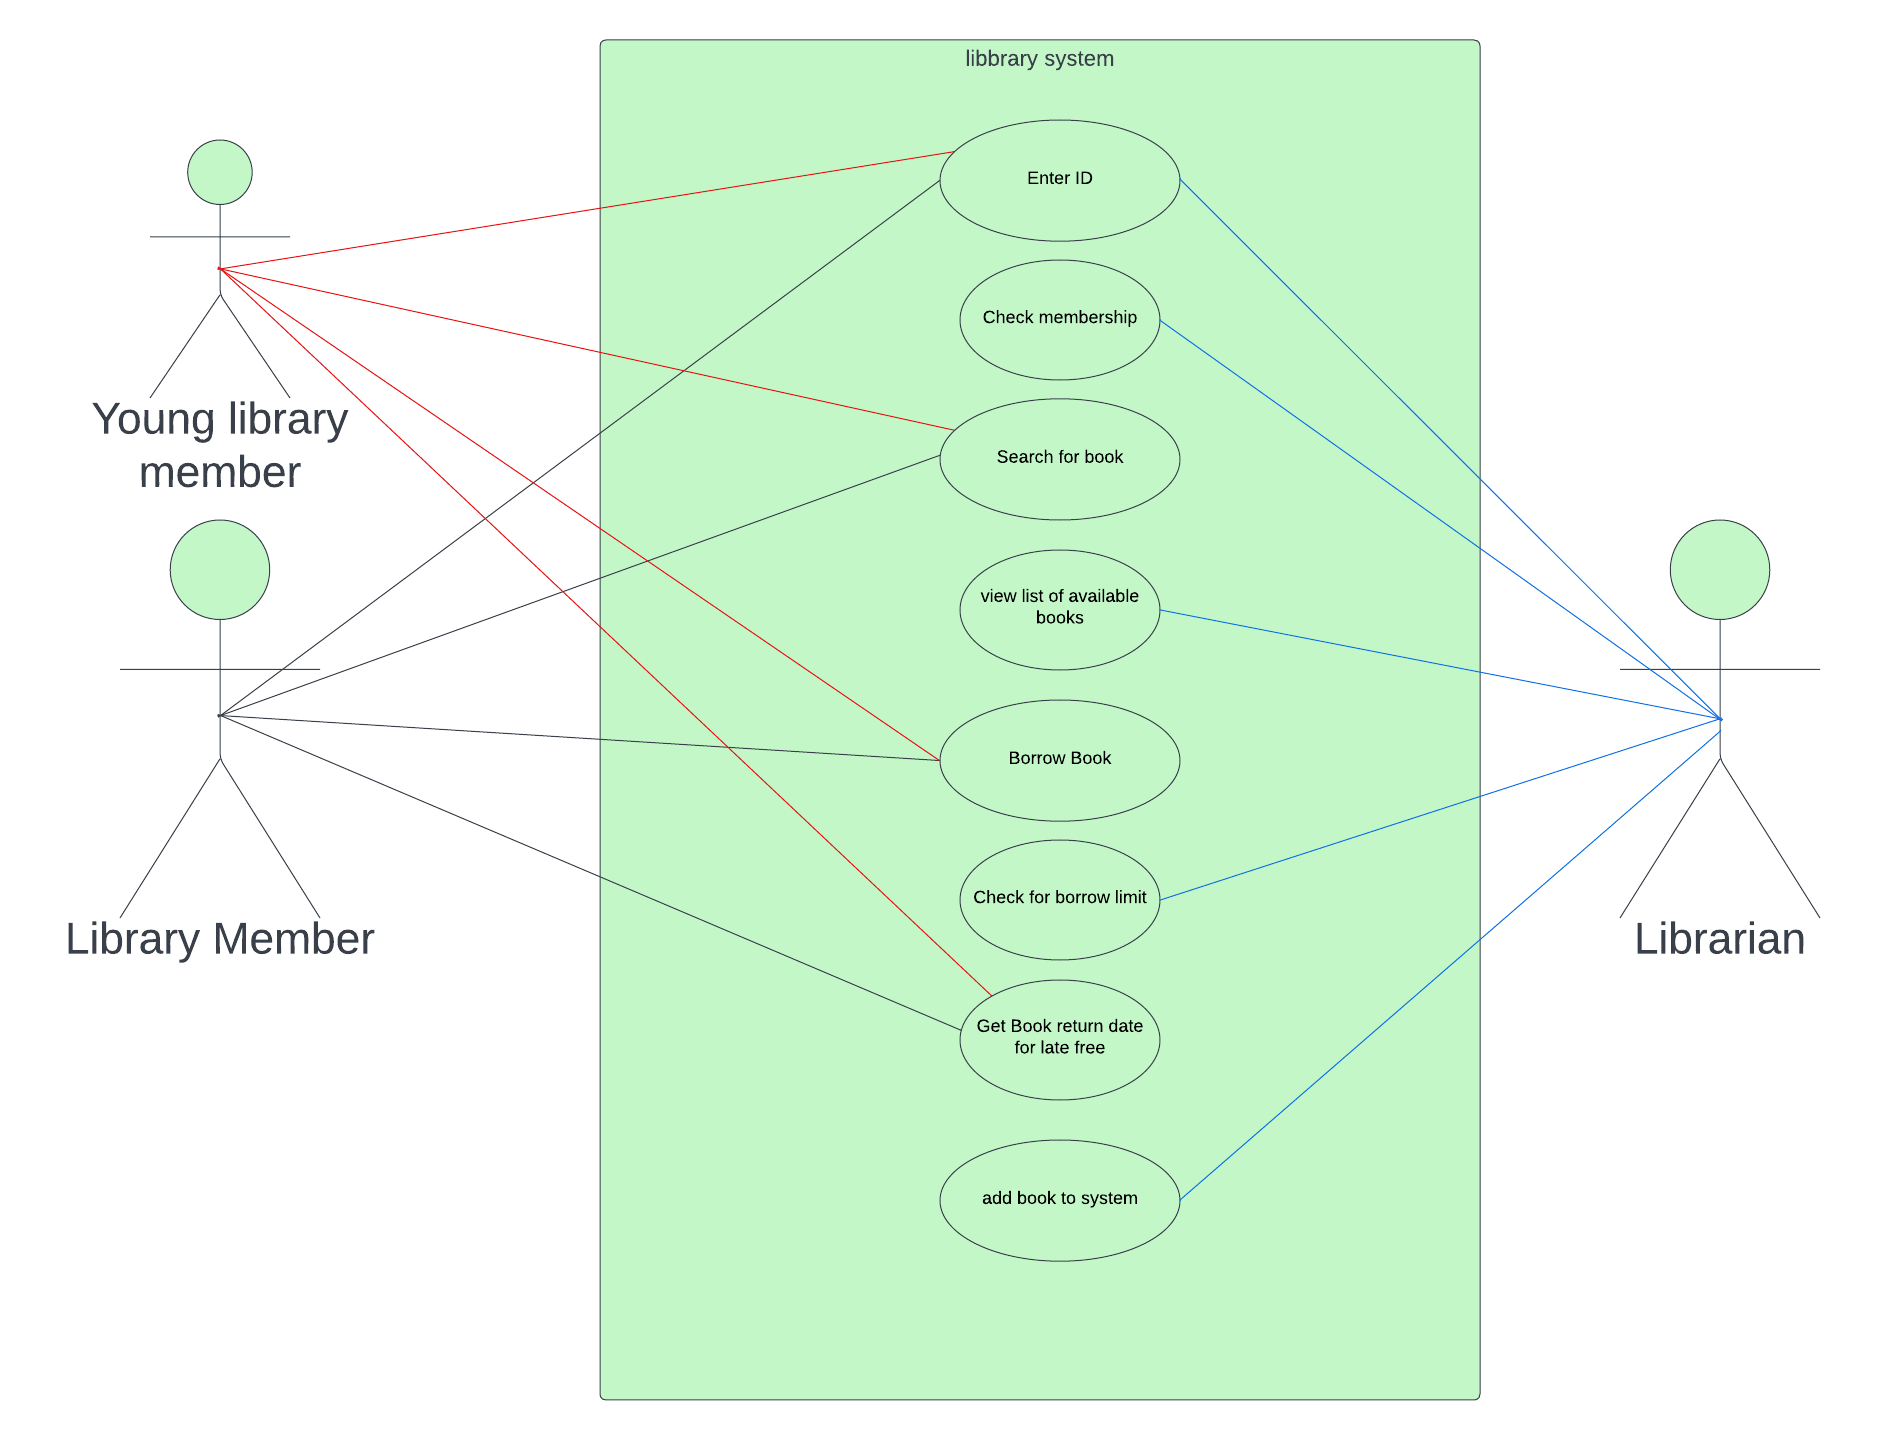 libbrary system
Enter ID
Check membership
Young library
member
Search for book
view list of available
books
Borrow Book
Check for borrow limit
Library Member
Librarian
Get Book return date
for late free
add book to system